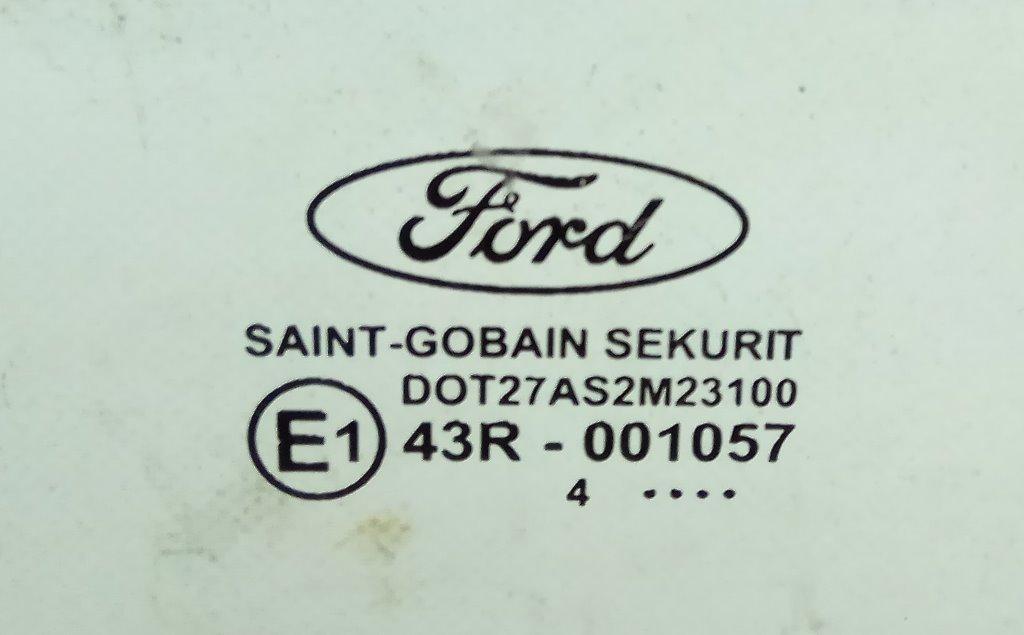 Ford
SAINT-GOBAIN SEKURIT
DOT27AS2M23100
E1 43R - 001057
4 ....